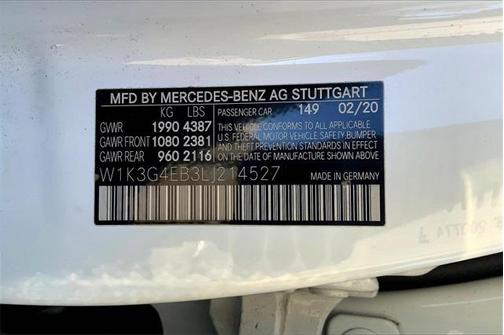 MFD BY MERCEDES-BENZ AG STUTTGART
KG LBS
GVWR 1990 4387
GAWR FRONT 1080 2381
GAWR REAR 960 2116
PASSENGER CAR 149 02/20
THIS VEHICLE CONFORMS TO ALL APPLICABLE
U.S. FEDERAL MOTOR VEHICLE SAFETY, BUMPER
AND THEFT PREVENTION STANDARDS IN EFFECT ON
THE DATE OF MANUFACTURE SHOWN ABOVE
W1K3G4EB3LJ214527
MADE IN GERMANY